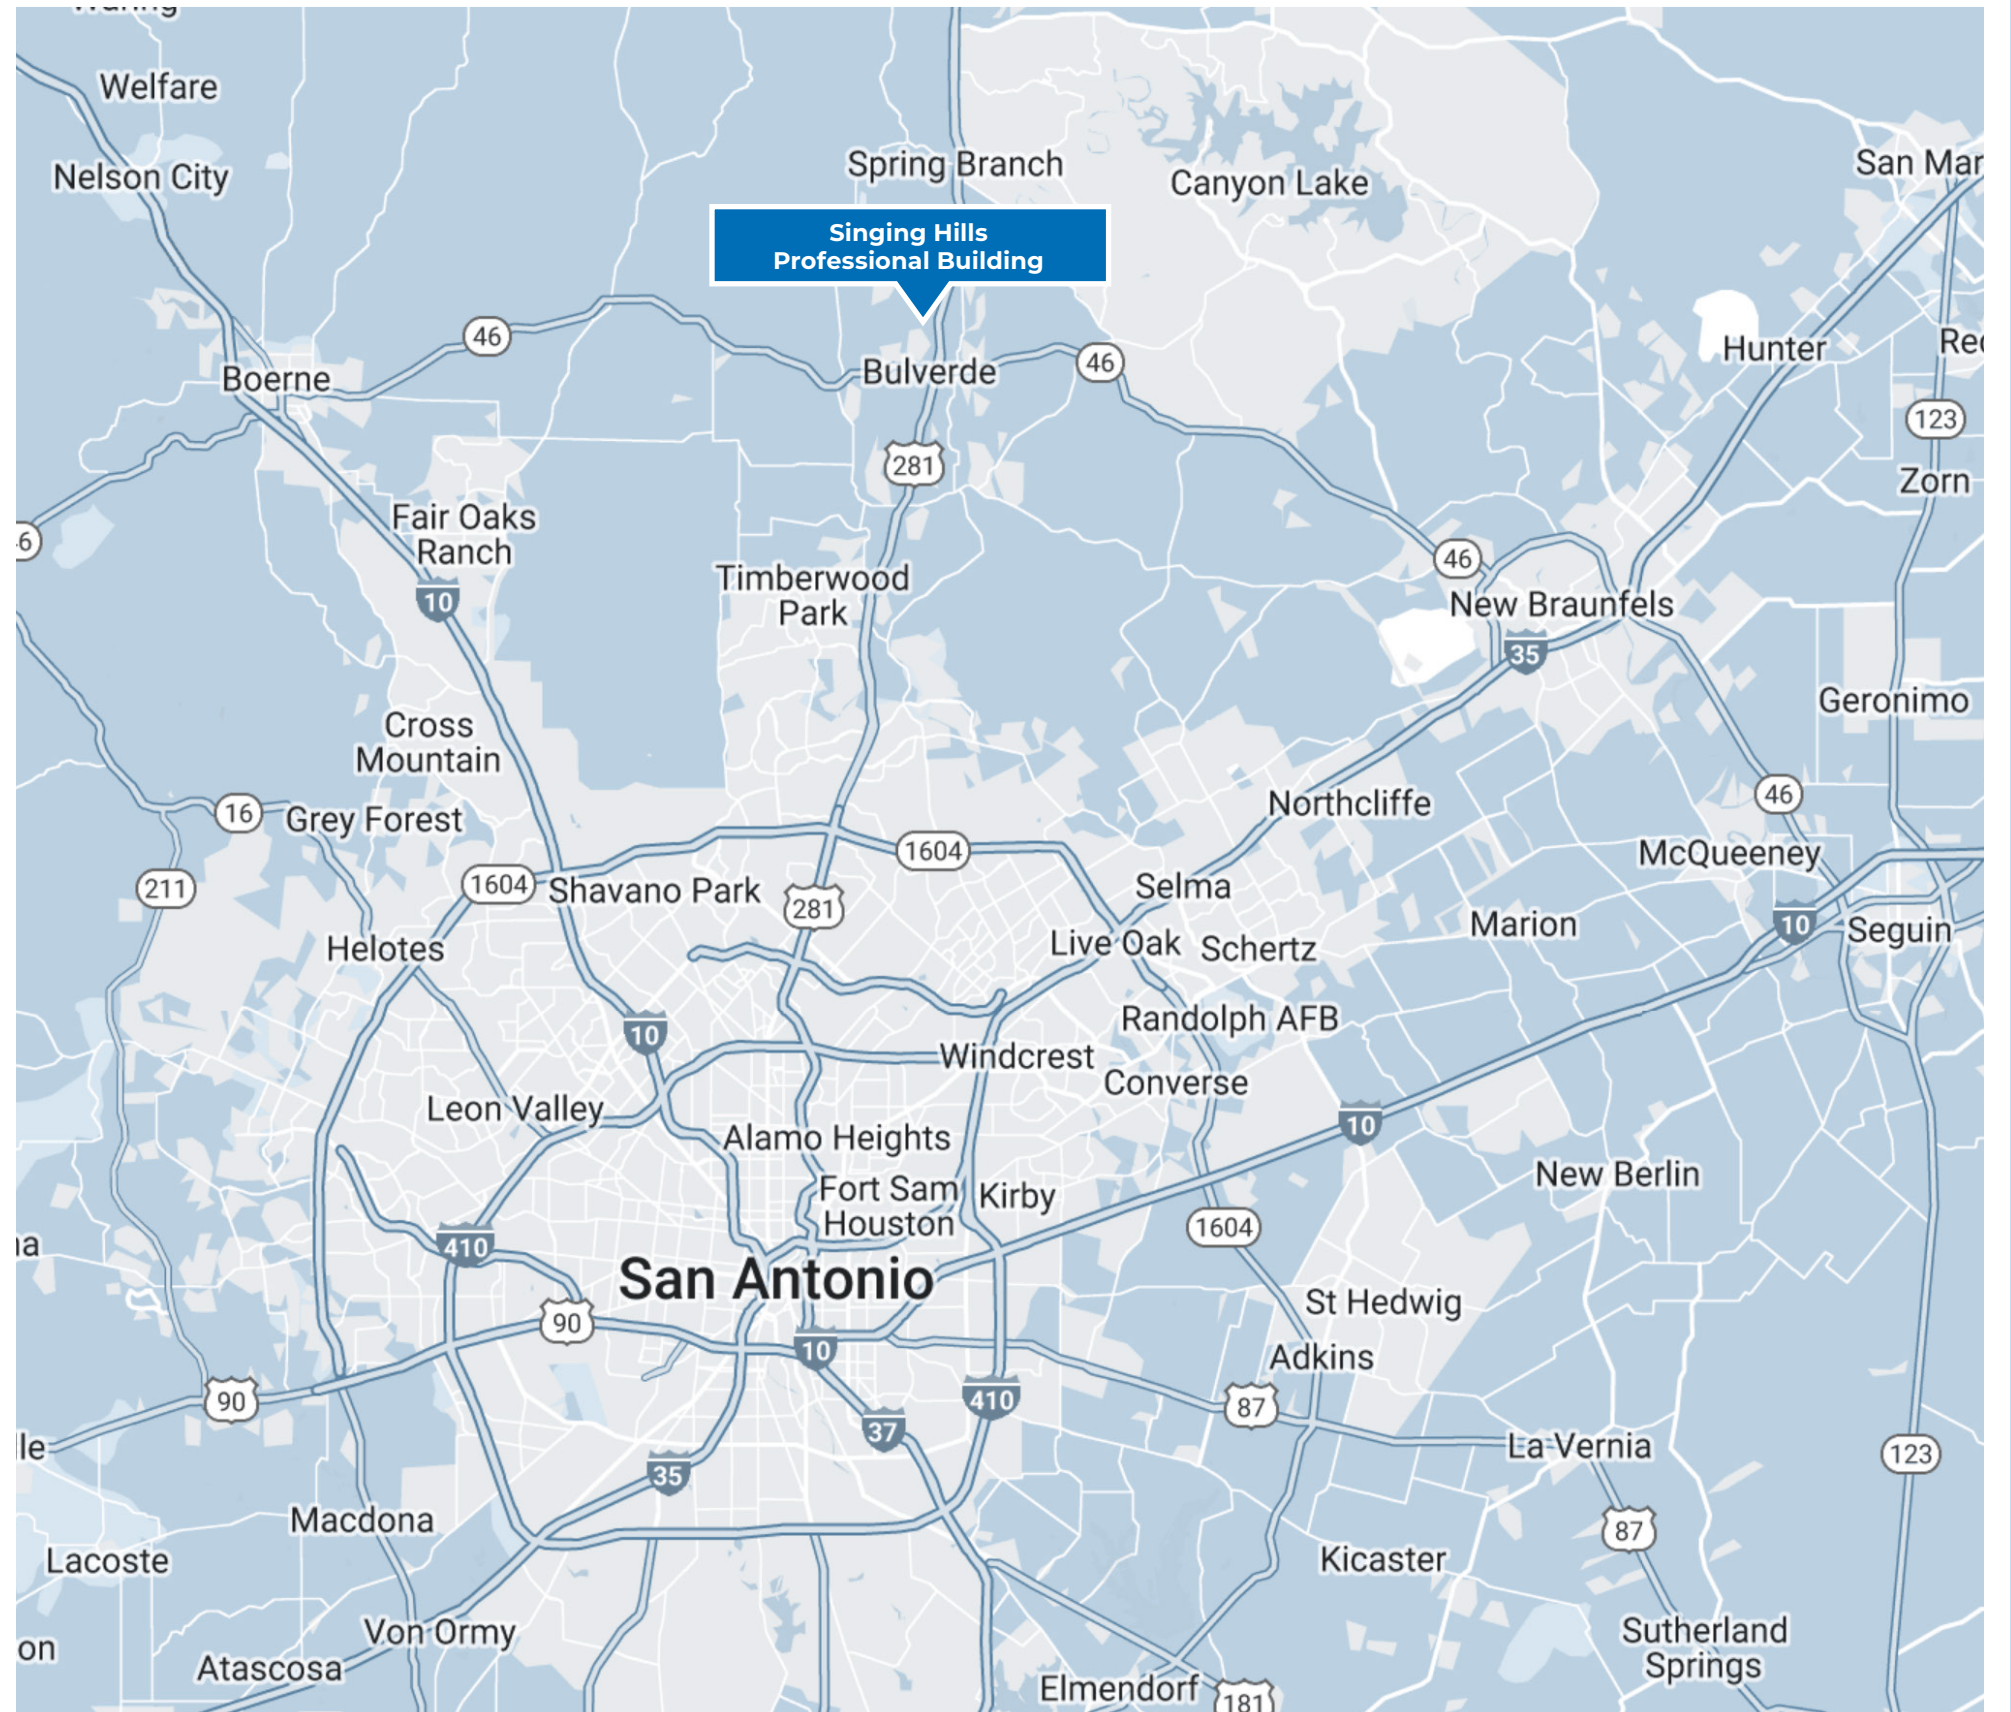 Welfare
Nelson City
Spring Branch
Canyon Lake
San Mar
Singing Hills
Professional Building
46
Boerne
Bulverde
46
Hunter
123
281
Zorn
Fair Oaks
Ranch
46
10
Timberwood
Park
New Braunfels
35
Geronimo
Cross
Mountain
16
Grey Forest
Northcliffe
46
McQueeney
1604
211
1604
Shavano Park
281
Selma
Marion
10
Seguin
Helotes
Live Oak
Schertz
10
Randolph AFB
Windcrest
Converse
Leon Valley
Alamo Heights
10
New Berlin
Fort Sam
Houston
Kirby
1604
410
San Antonio
St Hedwig
90
10
Adkins
90
410
87
37
La Vernia
123
35
Macdona
87
Lacoste
Kicaster
Von Ormy
Sutherland
Springs
Atascosa
Elmendorf
181